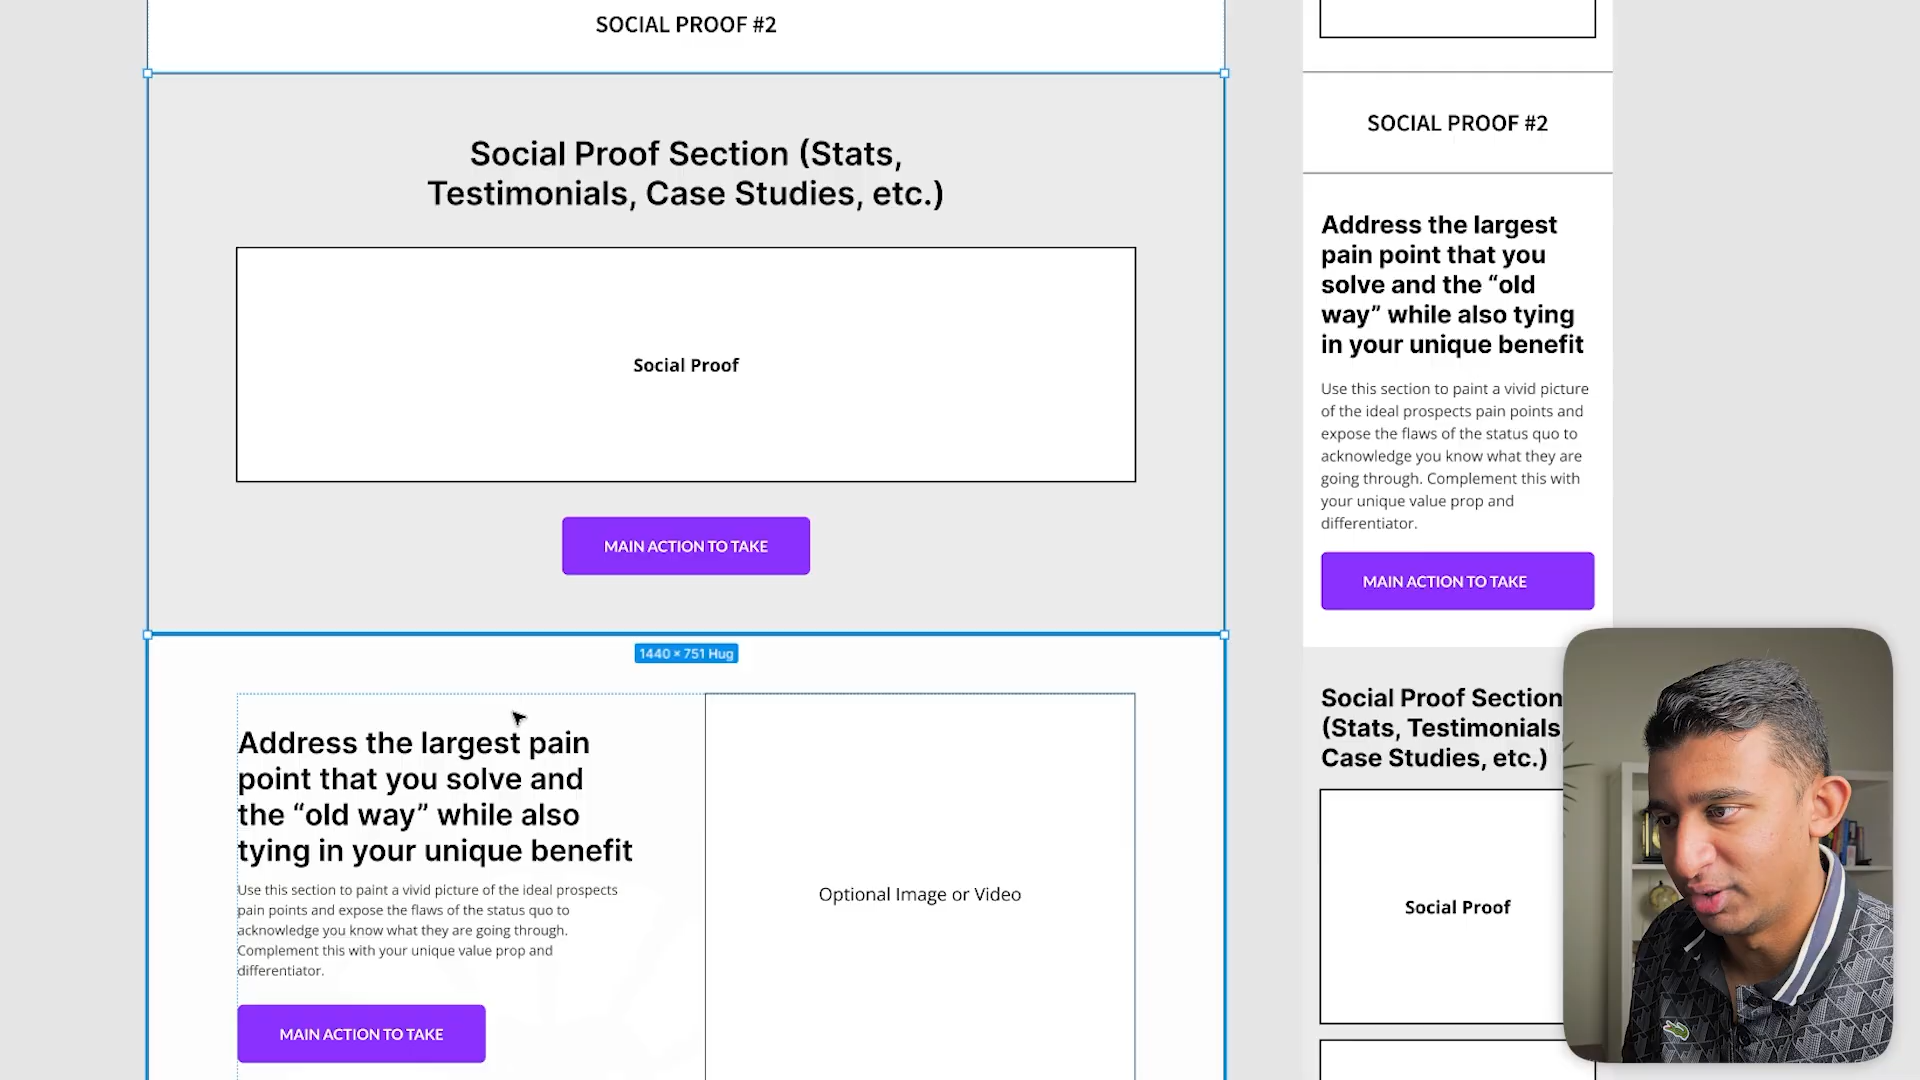 SOCIAL PROOF #2
Social Proof Section (Stats,
Testimonials, Case Studies, etc.)
Social Proof
MAIN ACTION TO TAKE
1440 × 751 Hug
Address the largest pain
point that you solve and
the “old way” while also
tying in your unique benefit
Use this section to paint a vivid picture of the ideal prospects
pain points and expose the flaws of the status quo to
acknowledge you know what they are going through.
Complement this with your unique value prop and
differentiator.
MAIN ACTION TO TAKE
Optional Image or Video
SOCIAL PROOF #2
Address the largest
pain point that you
solve and the “old
way” while also tying
in your unique benefit
Use this section to paint a vivid picture
of the ideal prospects pain points and
expose the flaws of the status quo to
acknowledge you know what they are
going through. Complement this with
your unique value prop and
differentiator.
MAIN ACTION TO TAKE
Social Proof Section
(Stats, Testimonials
Case Studies, etc.)
Social Proof